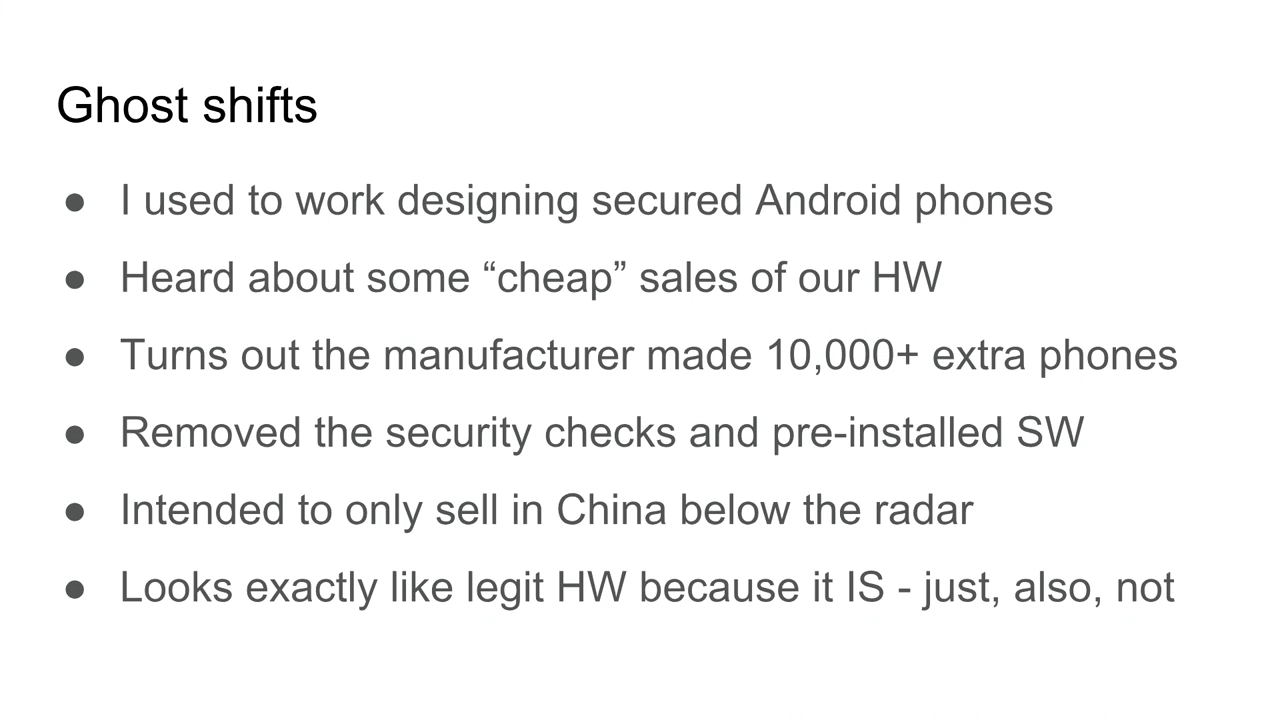 Ghost shifts
● I used to work designing secured Android phones
● Heard about some “cheap” sales of our HW
● Turns out the manufacturer made 10,000+ extra phones
● Removed the security checks and pre-installed SW
● Intended to only sell in China below the radar
● Looks exactly like legit HW because it IS - just, also, not